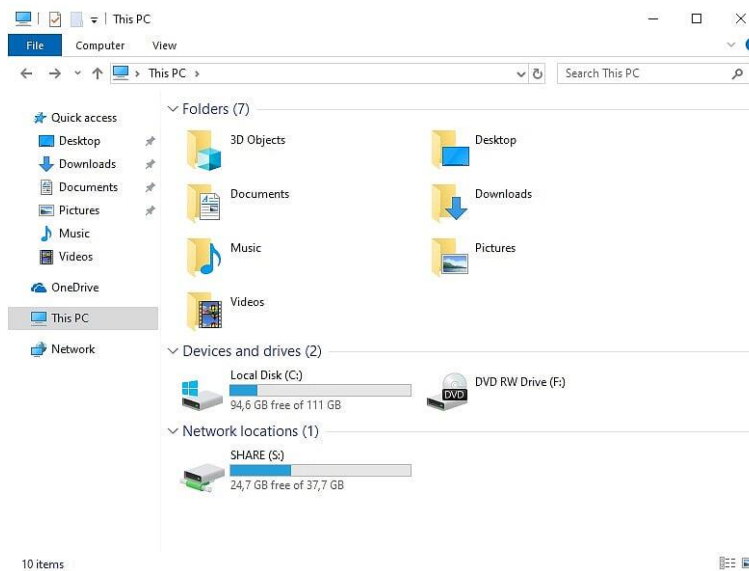 This PC
File Computer View
This PC
Search This PC
Quick access
Desktop
Downloads
Documents
Pictures
Music
Videos
OneDrive
This PC
Network
Folders (7)
3D Objects
Desktop
Documents
Downloads
Music
Pictures
Videos
Devices and drives (2)
Local Disk (C:)
94,6 GB free of 111 GB
DVD
DVD RW Drive (F:)
Network locations (1)
SHARE (S:)
24,7 GB free of 37,7 GB
10 items